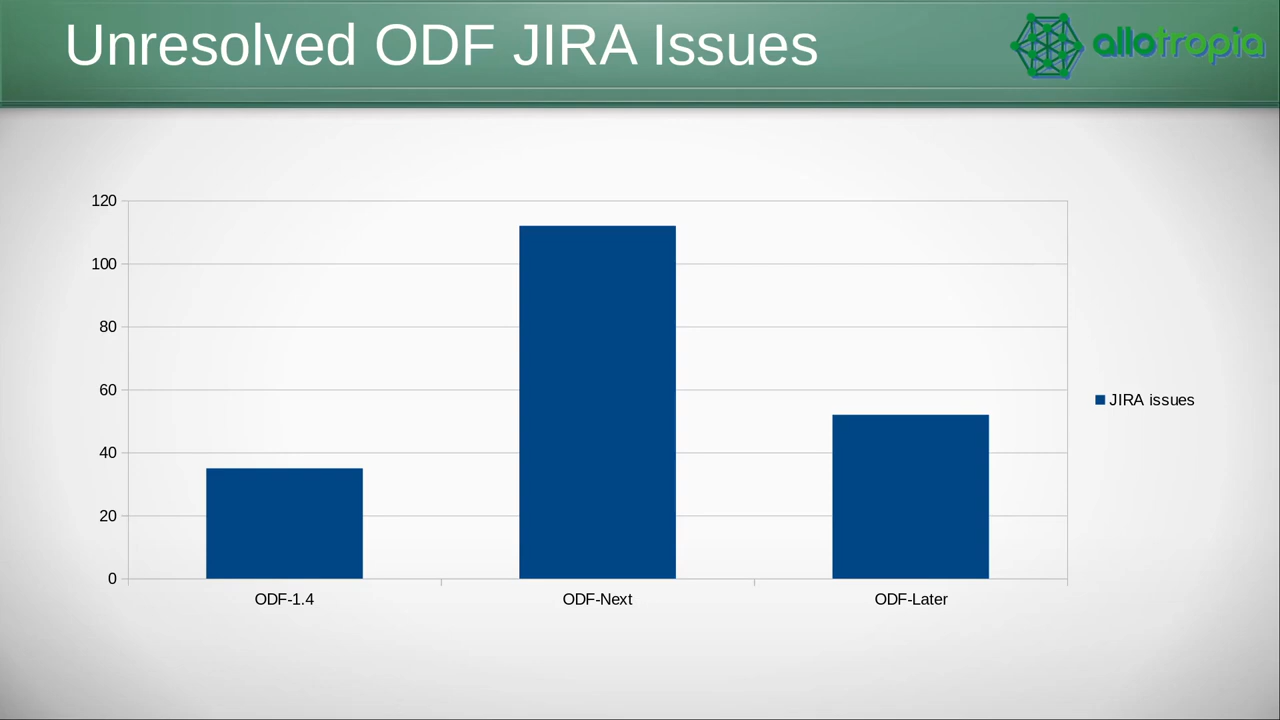 Unresolved ODF JIRA Issues
allotropia
120
100
80
60
40
20
0
ODF-1.4
ODF-Next
ODF-Later
JIRA issues